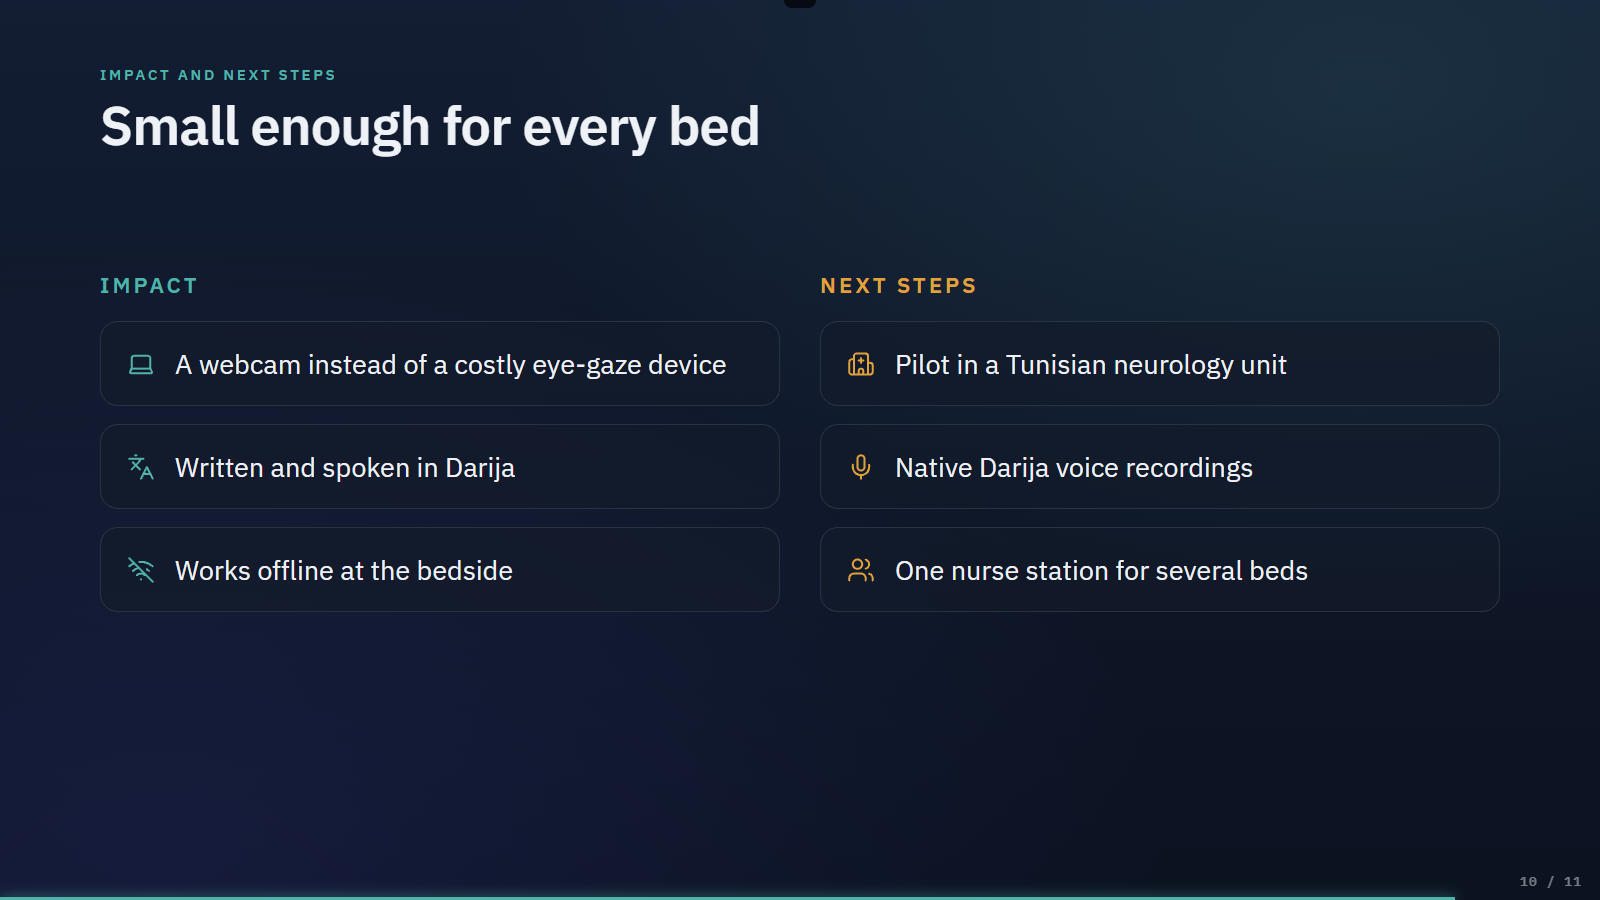 IMPACT AND NEXT STEPS
Small enough for every bed
IMPACT
A webcam instead of a costly eye-gaze device
Written and spoken in Darija
Works offline at the bedside
NEXT STEPS
Pilot in a Tunisian neurology unit
Native Darija voice recordings
One nurse station for several beds
10 / 11